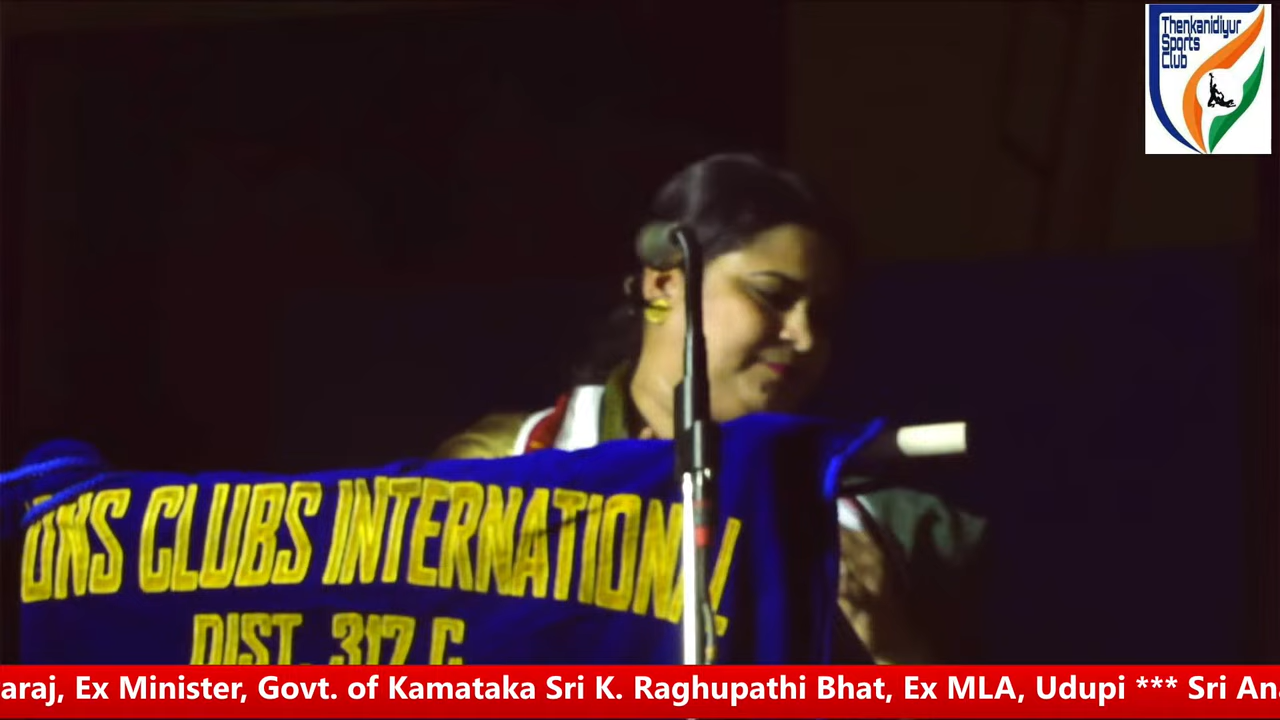 Thenkanidiyur
Sports
Club
ONS CLUBS INTERNATIONAL
DIST. 317 C
araj, Ex Minister, Govt. of Kamataka Sri K. Raghupathi Bhat, Ex MLA, Udupi *** Sri An